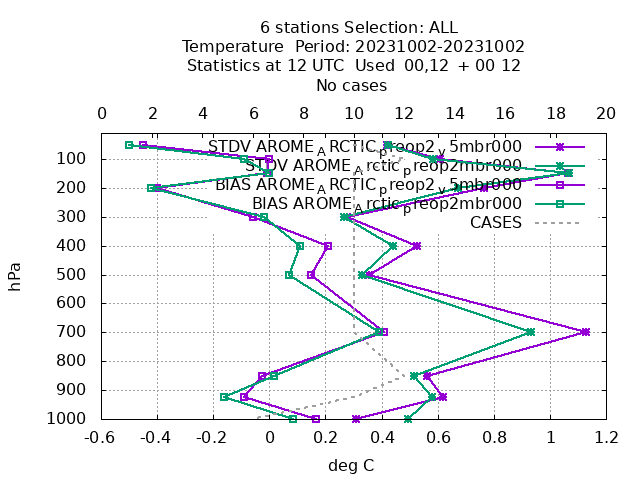 6 stations Selection: ALL
Temperature  Period: 20231002-20231002
Statistics at 12 UTC  Used  00,12  + 00 12
No cases
0 2 4 6 8 10 12 14 16 18 20
STDV AROME_ARCTIC_preop2_v5mbr000
STDV AROME_Arctic_preop2mbr000
BIAS AROME_ARCTIC_preop2_v5mbr000
BIAS AROME_Arctic_preop2mbr000
CASES
100
200
300
400
500
600
700
800
900
1000
hPa
-0.6 -0.4 -0.2 0 0.2 0.4 0.6 0.8 1 1.2
deg C